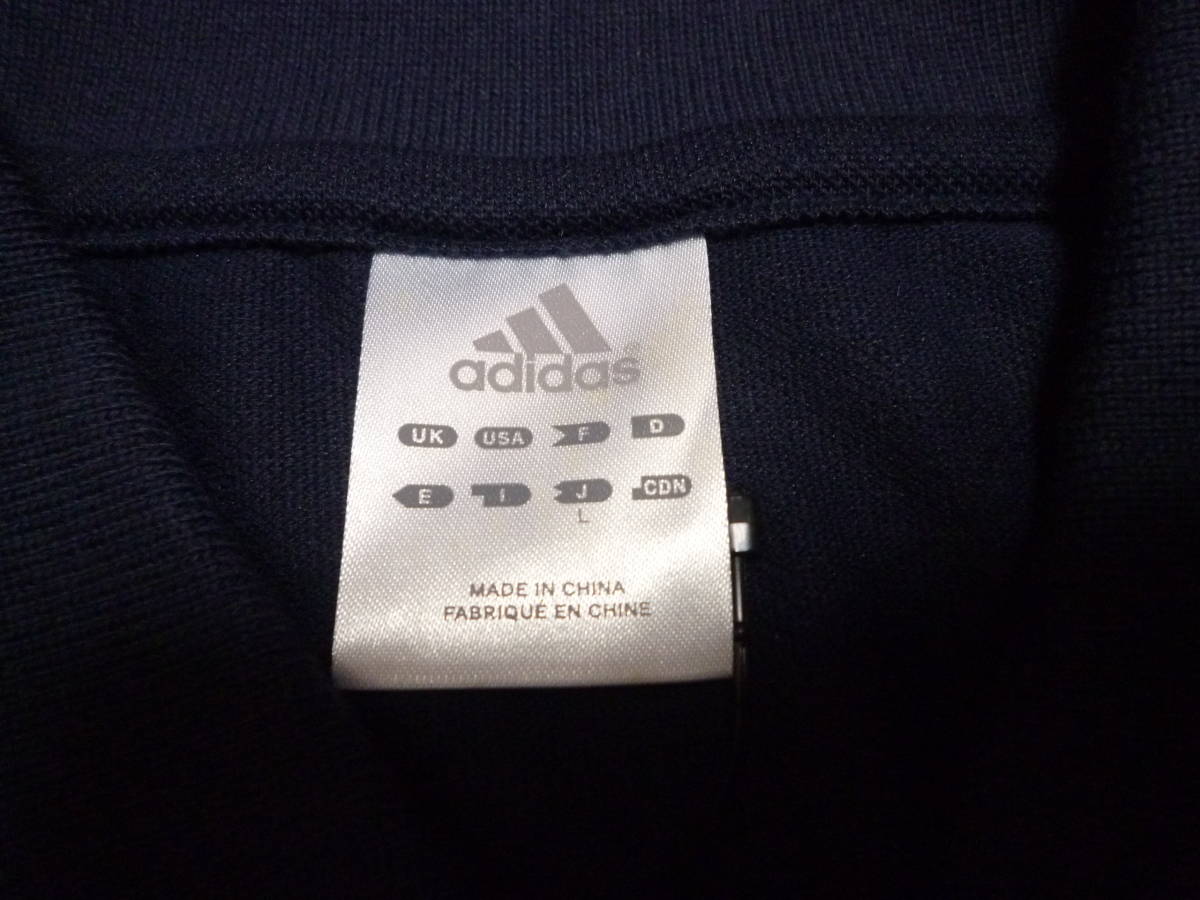 adidas®
UK USA F D
E I J CDN
L
MADE IN CHINA
FABRIQUÉ EN CHINE